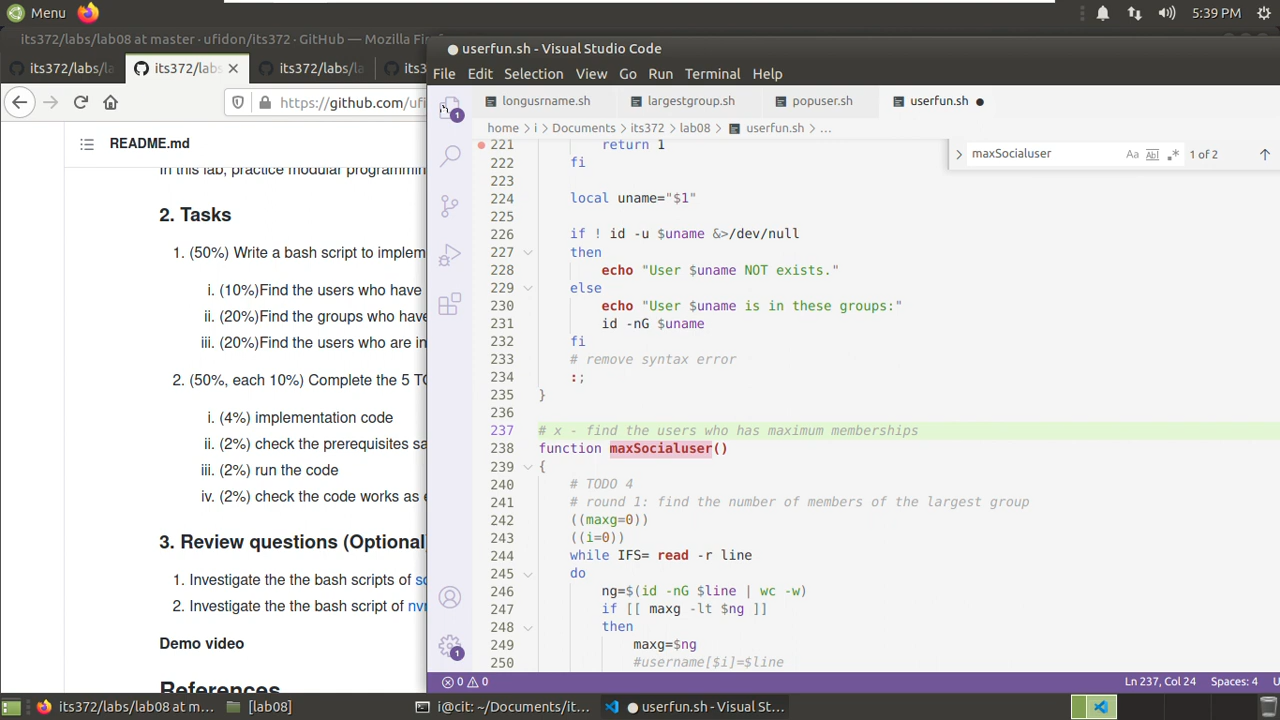 Menu
5:39 PM
its372/labs/lab08 at master · ufidon/its372 · GitHub — Mozilla Fi
its372/labs/la
its372/labs
its372/labs/la
its3
https://github.com/ufi
README.md
In this lab, practice modular programmin
2. Tasks
1. (50%) Write a bash script to implem
i. (10%)Find the users who have
ii. (20%)Find the groups who have
iii. (20%)Find the users who are in
2. (50%, each 10%) Complete the 5 TO
i. (4%) implementation code
ii. (2%) check the prerequisites sa
iii. (2%) run the code
iv. (2%) check the code works as e
3. Review questions (Optional)
1. Investigate the the bash scripts of so
2. Investigate the the bash script of nv
Demo video
References
● userfun.sh - Visual Studio Code
File Edit Selection View Go Run Terminal Help
longusrname.sh
largestgroup.sh
popuser.sh
userfun.sh ●
home > i > Documents > its372 > lab08 > userfun.sh > ...
maxSocialuser
Aa Abl .*
1 of 2
1
1
221 return 1
222 fi
223
224 local uname="$1"
225
226 if ! id -u $uname &>/dev/null
227 then
228 echo "User $uname NOT exists."
229 else
230 echo "User $uname is in these groups:"
231 id -nG $uname
232 fi
233 # remove syntax error
234 :;
235 }
236
237 # x - find the users who has maximum memberships
238 function maxSocialuser()
239 {
240 # TODO 4
241 # round 1: find the number of members of the largest group
242 ((maxg=0))
243 ((i=0))
244 while IFS= read -r line
245 do
246 ng=$(id -nG $line | wc -w)
247 if [[ maxg -lt $ng ]]
248 then
249 maxg=$ng
250 #username[$i]=$line
0 0
Ln 237, Col 24
Spaces: 4
U
its372/labs/lab08 at m...
[lab08]
i@cit: ~/Documents/it...
● userfun.sh - Visual St...